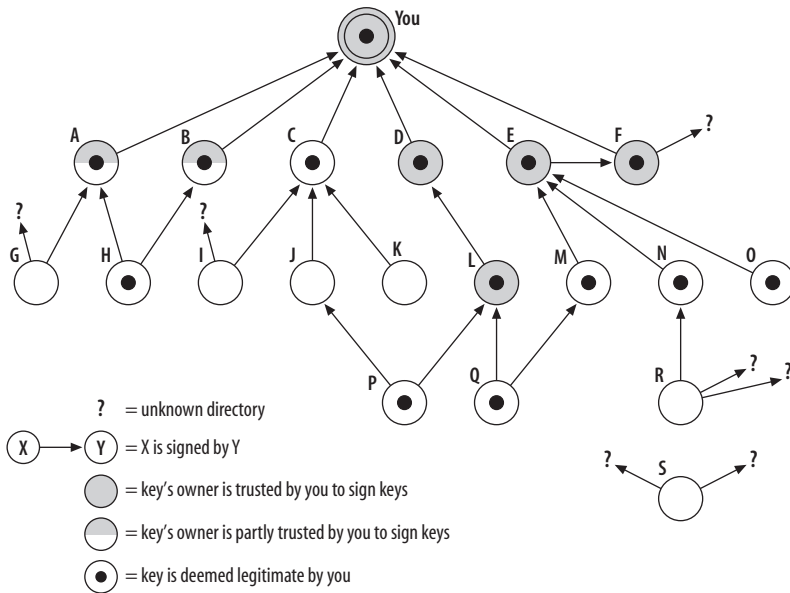 You
A B C D E F ?
? ?
G H I J K L M N O
P Q R ? ?
? = unknown directory
X Y = X is signed by Y
? S ?
= key's owner is trusted by you to sign keys
= key's owner is partly trusted by you to sign keys
= key is deemed legitimate by you